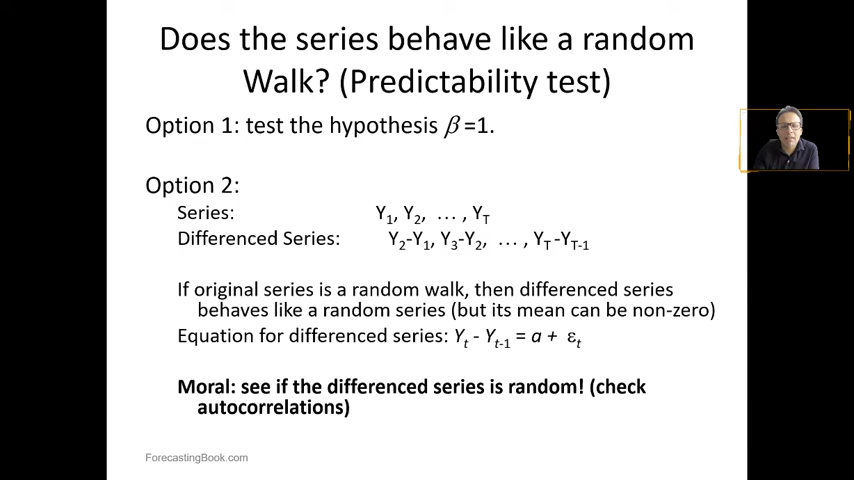 Does the series behave like a random
Walk? (Predictability test)
Option 1: test the hypothesis β =1.
Option 2:
Series: Y₁, Y₂, … , Y_T
Differenced Series: Y₂-Y₁, Y₃-Y₂, … , Y_T -Y_T-1
If original series is a random walk, then differenced series
behaves like a random series (but its mean can be non-zero)
Equation for differenced series: Y_t - Y_t-1 = a + ε_t
Moral: see if the differenced series is random! (check
autocorrelations)
ForecastingBook.com